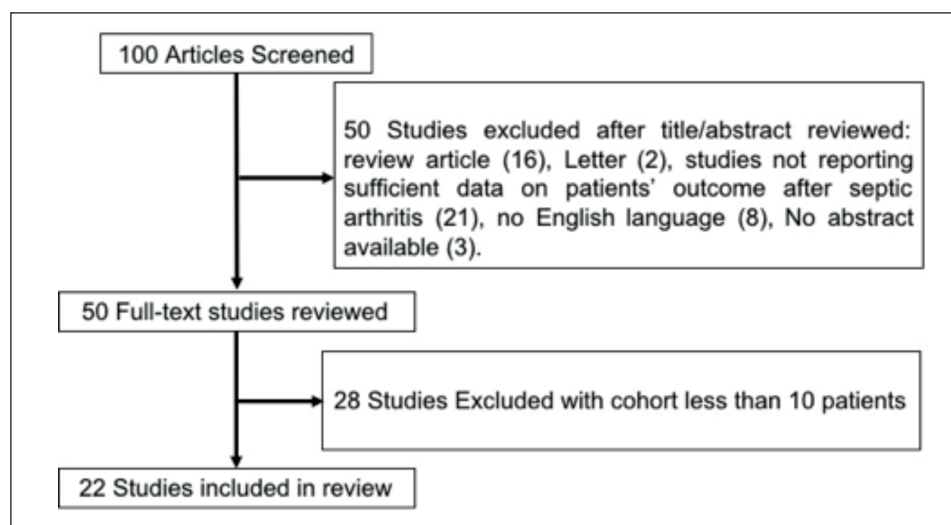 100 Articles Screened
50 Studies excluded after title/abstract reviewed:
review article (16), Letter (2), studies not reporting
sufficient data on patients' outcome after septic
arthritis (21), no English language (8), No abstract
available (3).
50 Full-text studies reviewed
28 Studies Excluded with cohort less than 10 patients
22 Studies included in review